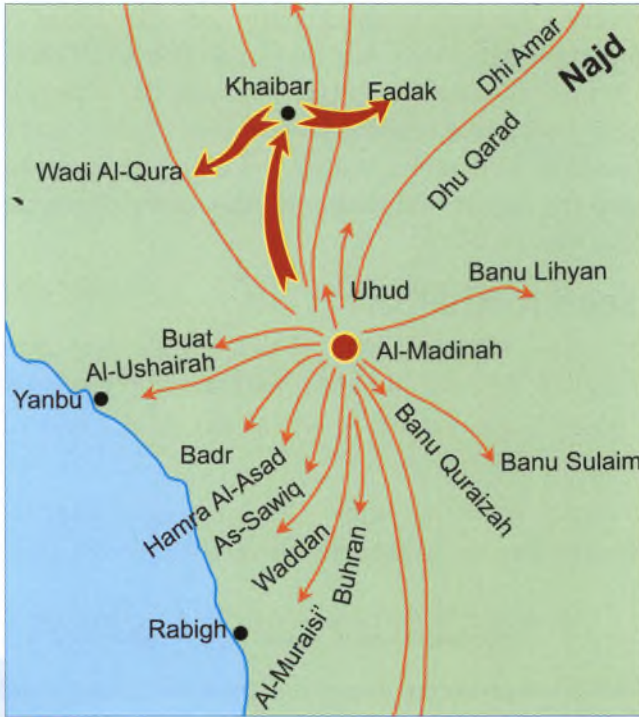 Najd
Dhi Amar
Khaibar
Fadak
Wadi Al-Qura
Dhu Qarad
Banu Lihyan
Uhud
Buat
Al-Madinah
Al-Ushairah
Yanbu
Badr
Banu Quraizah
Banu Sulaim
Hamra Al-Asad
As-Sawiq
Waddan
Buhran
Rabigh
Al-Muraisi'